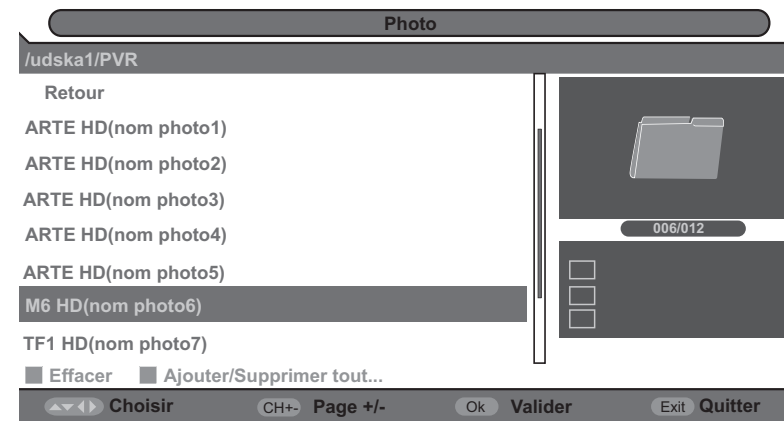 Photo
/udska1/PVR
Retour
ARTE HD(nom photo1)
ARTE HD(nom photo2)
ARTE HD(nom photo3)
ARTE HD(nom photo4)
006/012
ARTE HD(nom photo5)
M6 HD(nom photo6)
TF1 HD(nom photo7)
Effacer Ajouter/Supprimer tout...
Choisir CH+- Page +/- Ok Valider Exit Quitter